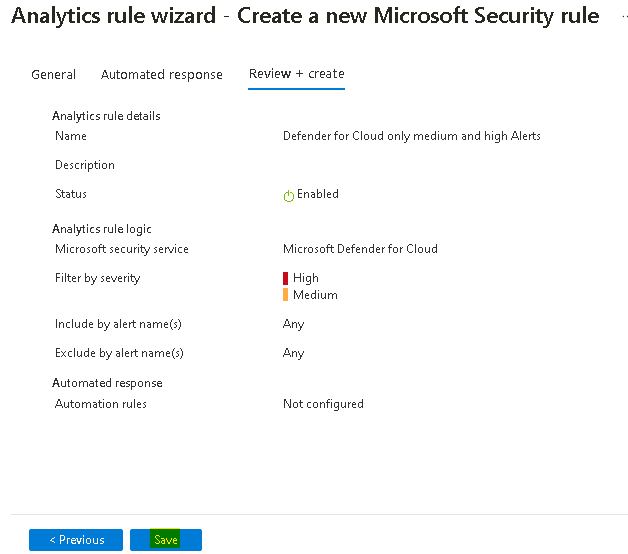 Analytics rule wizard - Create a new Microsoft Security rule ...
General Automated response Review + create
Analytics rule details
Name Defender for Cloud only medium and high Alerts
Description
Status Enabled
Analytics rule logic
Microsoft security service Microsoft Defender for Cloud
Filter by severity High
Medium
Include by alert name(s) Any
Exclude by alert name(s) Any
Automated response
Automation rules Not configured
< Previous Save